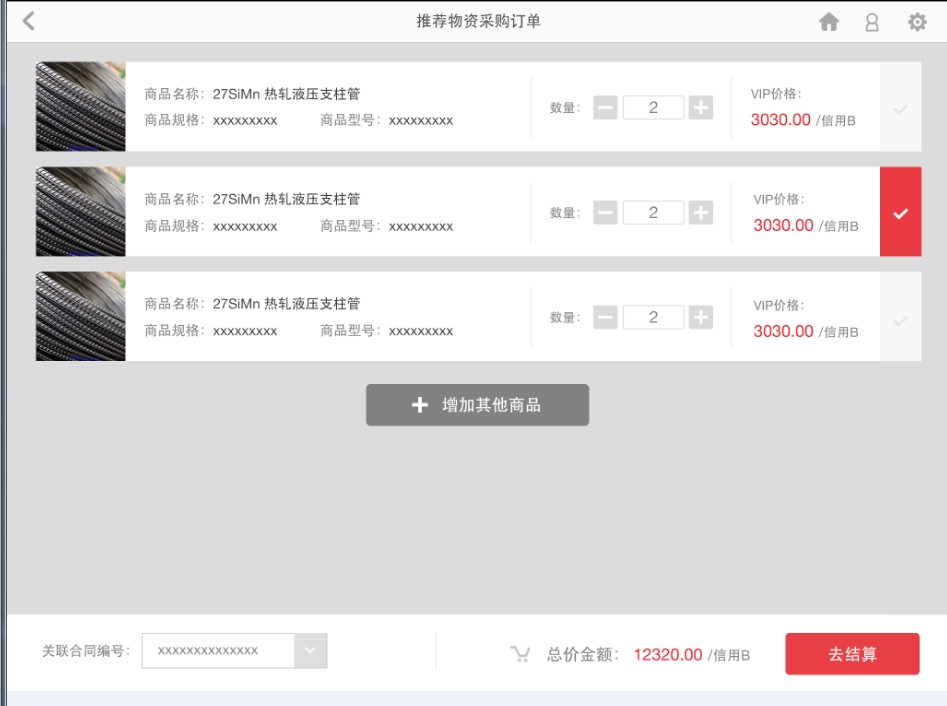 推荐物资采购订单
商品名称： 27SiMn 热轧液压支柱管
商品规格： xxxxxxxxx 商品型号： xxxxxxxxx
数量： 2
VIP价格：
3030.00 /信用B
商品名称： 27SiMn 热轧液压支柱管
商品规格： xxxxxxxxx 商品型号： xxxxxxxxx
数量： 2
VIP价格：
3030.00 /信用B
商品名称： 27SiMn 热轧液压支柱管
商品规格： xxxxxxxxx 商品型号： xxxxxxxxx
数量： 2
VIP价格：
3030.00 /信用B
增加其他商品
关联合同编号： xxxxxxxxxxxxxx
总价金额： 12320.00 /信用B
去结算